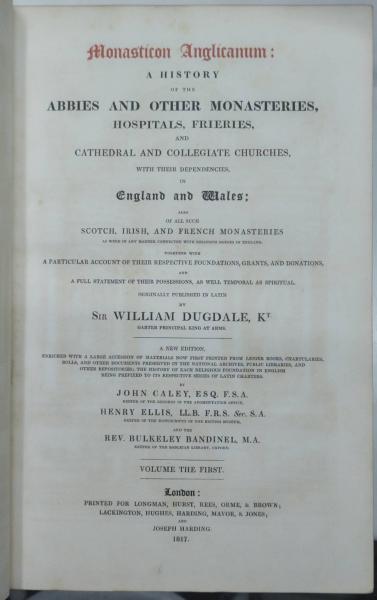 Monasticon Anglicanum:
A HISTORY
OF THE
ABBIES AND OTHER MONASTERIES,
HOSPITALS, FRIERIES,
AND
CATHEDRAL AND COLLEGIATE CHURCHES,
WITH THEIR DEPENDENCIES,
IN
England and Wales;
ALSO
OF ALL SUCH
SCOTCH, IRISH, AND FRENCH MONASTERIES
AS WERE IN ANY MANNER CONNECTED WITH RELIGIOUS HOUSES IN ENGLAND.
TOGETHER WITH
A PARTICULAR ACCOUNT OF THEIR RESPECTIVE FOUNDATIONS, GRANTS, AND DONATIONS,
AND
A FULL STATEMENT OF THEIR POSSESSIONS, AS WELL TEMPORAL AS SPIRITUAL.
ORIGINALLY PUBLISHED IN LATIN
BY
SIR WILLIAM DUGDALE, KT
GARTER PRINCIPAL KING AT ARMS.
A NEW EDITION,
ENRICHED WITH A LARGE ACCESSION OF MATERIALS NOW FIRST PRINTED FROM LEIGER BOOKS, CHARTULARIES,
ROLLS, AND OTHER DOCUMENTS PRESERVED IN THE NATIONAL ARCHIVES, PUBLIC LIBRARIES, AND
OTHER REPOSITORIES; THE HISTORY OF EACH RELIGIOUS FOUNDATION IN ENGLISH
BEING PREFIXED TO ITS RESPECTIVE SERIES OF LATIN CHARTERS.
BY
JOHN CALEY, ESQ. F.S.A.
KEEPER OF THE RECORDS IN THE AUGMENTATION OFFICE,
HENRY ELLIS, LL.B. F.R.S. Sec. S.A.
KEEPER OF THE MANUSCRIPTS IN THE BRITISH MUSEUM,
AND THE
REV. BULKELEY BANDINEL, M.A.
KEEPER OF THE BODLEIAN LIBRARY, OXFORD.
VOLUME THE FIRST.
London:
PRINTED FOR LONGMAN, HURST, REES, ORME, & BROWN;
LACKINGTON, HUGHES, HARDING, MAVOR, & JONES;
AND
JOSEPH HARDING.
1817.